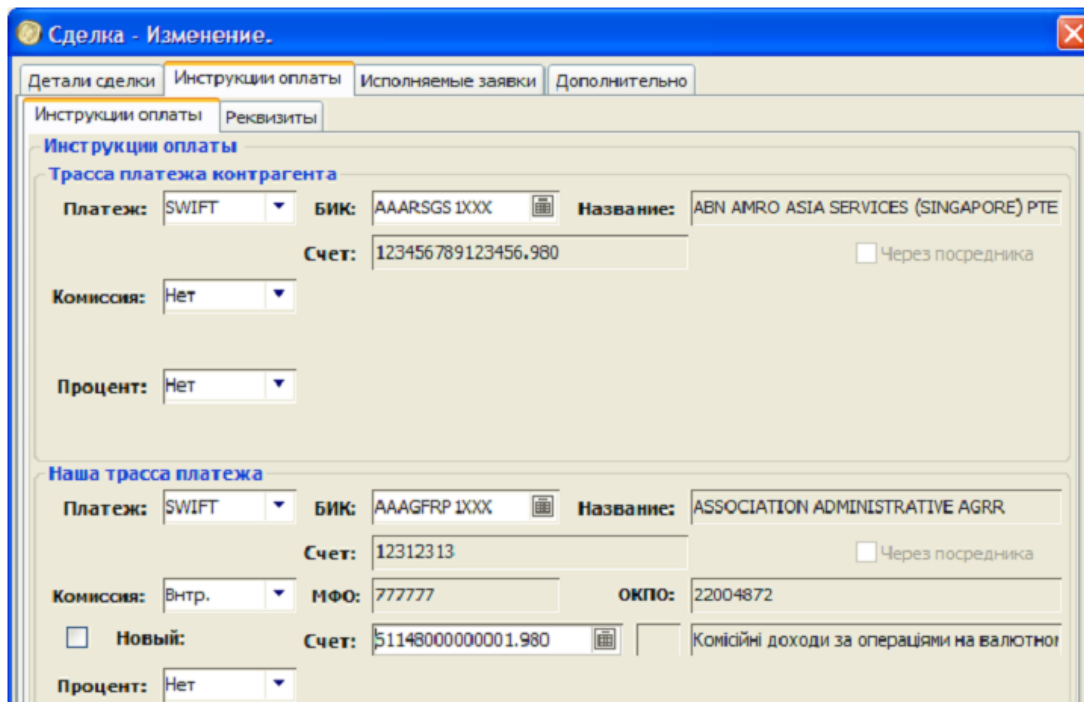 Сделка - Изменение.
Детали сделки Инструкции оплаты Исполняемые заявки Дополнительно
Инструкции оплаты Реквизиты
Инструкции оплаты
Трасса платежа контрагента
Платеж: SWIFT БИК: AAARSGS1XXX Название: ABN AMRO ASIA SERVICES (SINGAPORE) PTE
Счет: 123456789123456.980 Через посредника
Комиссия: Нет
Процент: Нет
Наша трасса платежа
Платеж: SWIFT БИК: AAAGFRP1XXX Название: ASSOCIATION ADMINISTRATIVE AGRR
Счет: 12312313 Через посредника
Комиссия: Внтр. МФО: 777777 ОКПО: 22004872
Новый: Счет: 51148000000001.980 Комісійні доходи за операціями на валютном
Процент: Нет